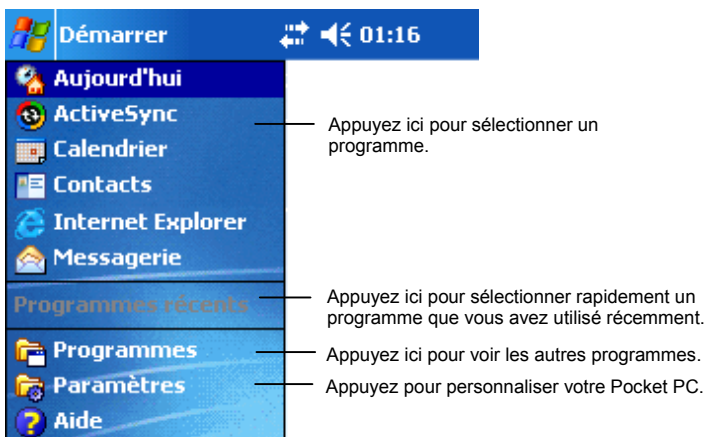 Démarrer 01:16
Aujourd'hui
ActiveSync
Calendrier
Contacts
Internet Explorer
Messagerie
Programmes récents
Programmes
Paramètres
Aide
Appuyez ici pour sélectionner un
programme.
Appuyez ici pour sélectionner rapidement un
programme que vous avez utilisé récemment.
Appuyez ici pour voir les autres programmes.
Appuyez pour personnaliser votre Pocket PC.